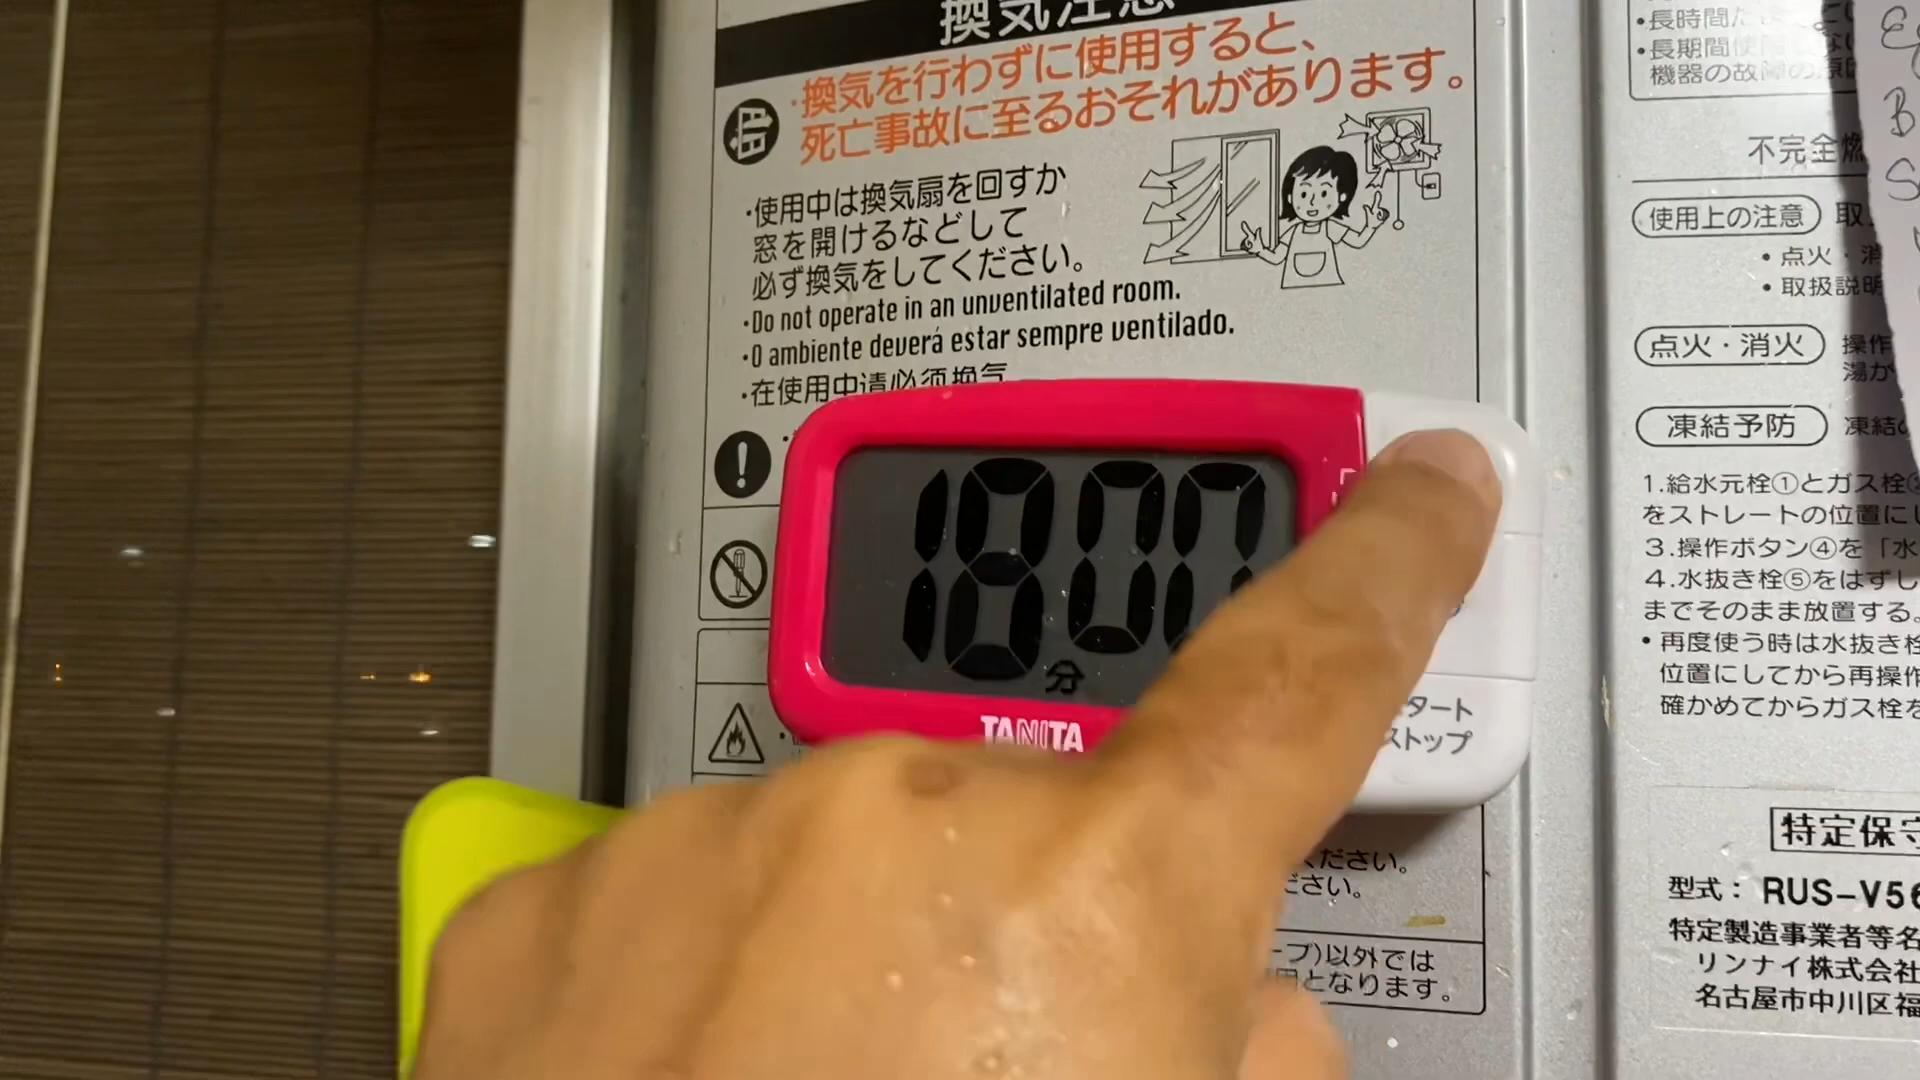 換気注意
・換気を行わずに使用すると、
死亡事故に至るおそれがあります。
・使用中は換気扇を回すか
窓を開けるなどして
必ず換気をしてください。
・Do not operate in an unventilated room.
・O ambiente deverá estar sempre ventilado.
・在使用中请必须换气
18 00
分
TANITA
タート
ストップ
ください。
ださい。
ープ)以外では
となります。
・長時間
・長期間使
機器の故障の原
不完全燃
使用上の注意 取
・点火・消
・取扱説明
点火・消火 操作
湯か
凍結予防 凍結
1.給水元栓①とガス栓
をストレートの位置に
3.操作ボタン④を「水
4.水抜き栓⑤をはずし
までそのまま放置する。
・再度使う時は水抜き栓
位置にしてから再操作
確かめてからガス栓を
特定保守
型式：RUS-V56
特定製造事業者等名
リンナイ株式会社
名古屋市中川区福
B